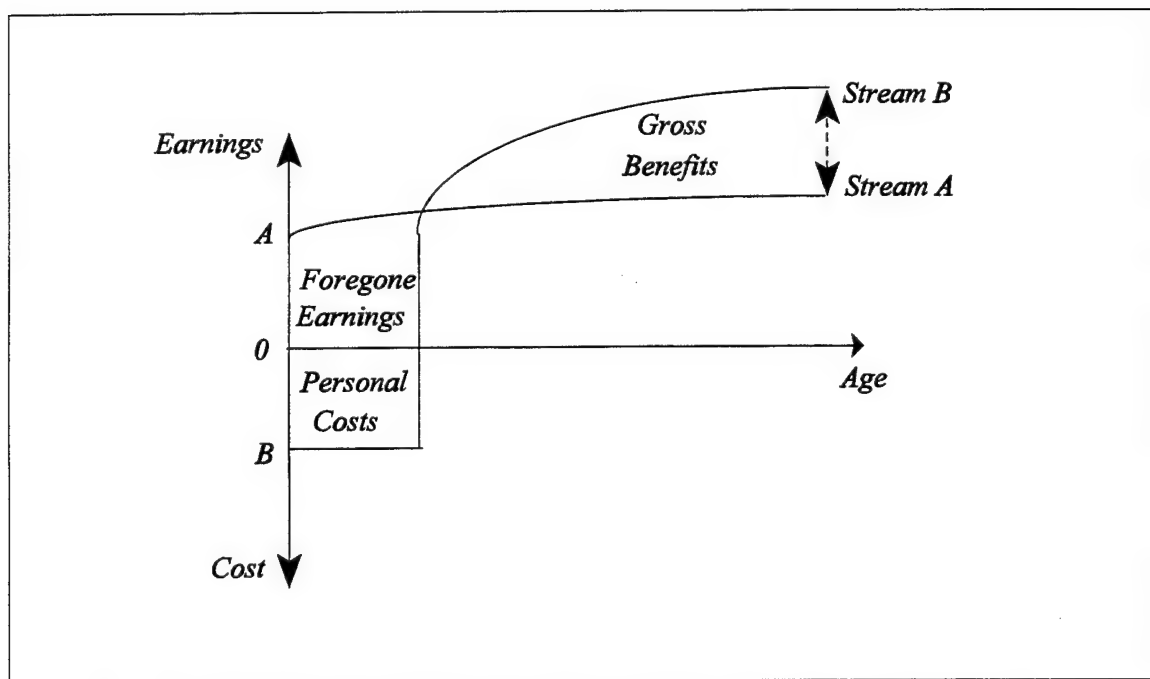 Stream B
Gross
Benefits
Earnings
Stream A
A
Foregone
Earnings
0
Personal
Costs
Age
B
Cost